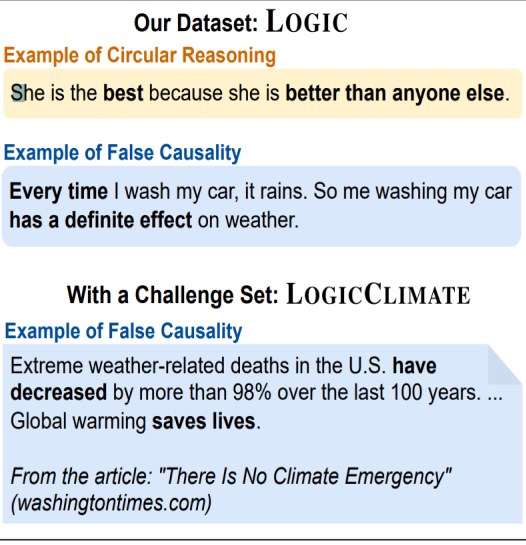 Our Dataset: LOGIC
Example of Circular Reasoning
She is the best because she is better than anyone else.
Example of False Causality
Every time I wash my car, it rains. So me washing my car
has a definite effect on weather.
With a Challenge Set: LOGICCLIMATE
Example of False Causality
Extreme weather-related deaths in the U.S. have
decreased by more than 98% over the last 100 years. ...
Global warming saves lives.
From the article: "There Is No Climate Emergency"
(washingtontimes.com)